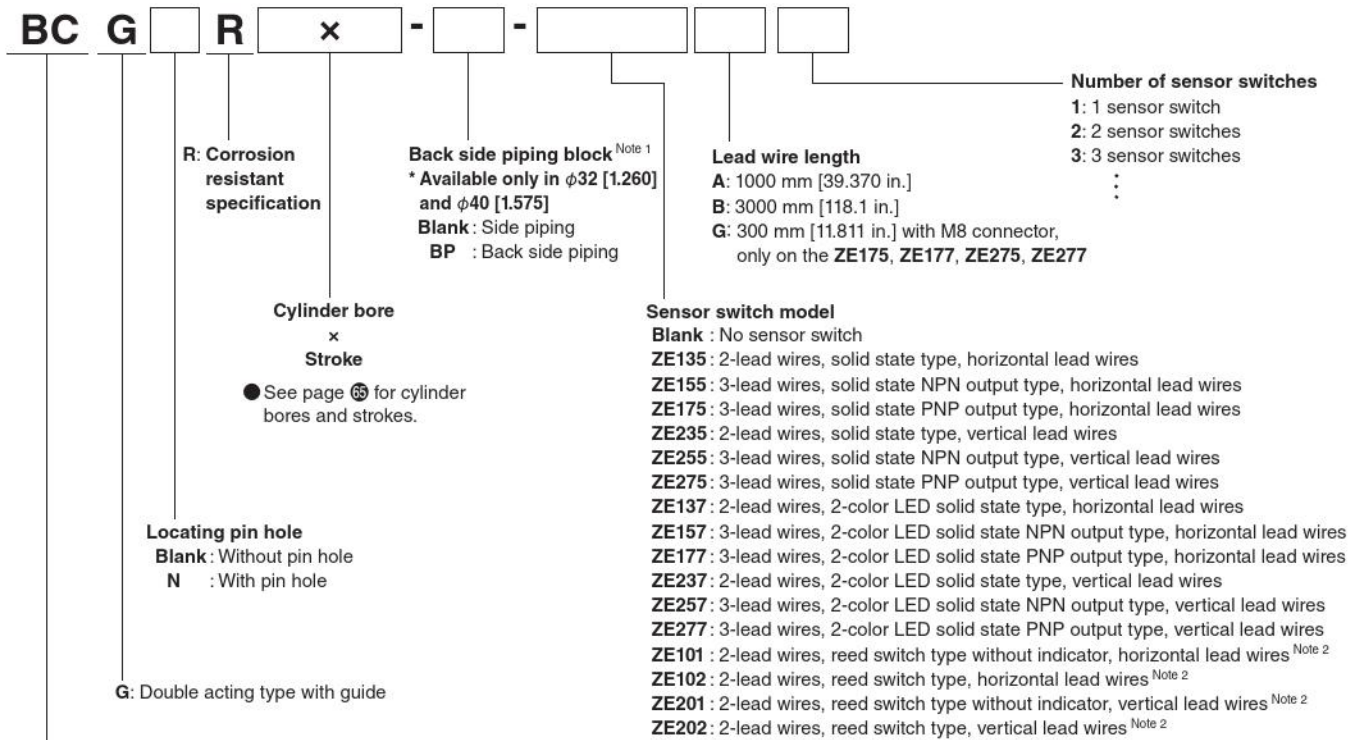 BC G R × - -
Number of sensor switches
1: 1 sensor switch
2: 2 sensor switches
3: 3 sensor switches
⋮
R: Corrosion
resistant
specification
Back side piping block Note 1
* Available only in ϕ32 [1.260]
and ϕ40 [1.575]
Blank : Side piping
BP : Back side piping
Lead wire length
A: 1000 mm [39.370 in.]
B: 3000 mm [118.1 in.]
G: 300 mm [11.811 in.] with M8 connector,
only on the ZE175, ZE177, ZE275, ZE277
Cylinder bore
×
Stroke
● See page 65 for cylinder
bores and strokes.
Sensor switch model
Blank : No sensor switch
ZE135 : 2-lead wires, solid state type, horizontal lead wires
ZE155 : 3-lead wires, solid state NPN output type, horizontal lead wires
ZE175 : 3-lead wires, solid state PNP output type, horizontal lead wires
ZE235 : 2-lead wires, solid state type, vertical lead wires
ZE255 : 3-lead wires, solid state NPN output type, vertical lead wires
ZE275 : 3-lead wires, solid state PNP output type, vertical lead wires
ZE137 : 2-lead wires, 2-color LED solid state type, horizontal lead wires
ZE157 : 3-lead wires, 2-color LED solid state NPN output type, horizontal lead wires
ZE177 : 3-lead wires, 2-color LED solid state PNP output type, horizontal lead wires
ZE237 : 2-lead wires, 2-color LED solid state type, vertical lead wires
ZE257 : 3-lead wires, 2-color LED solid state NPN output type, vertical lead wires
ZE277 : 3-lead wires, 2-color LED solid state PNP output type, vertical lead wires
ZE101 : 2-lead wires, reed switch type without indicator, horizontal lead wires Note 2
ZE102 : 2-lead wires, reed switch type, horizontal lead wires Note 2
ZE201 : 2-lead wires, reed switch type without indicator, vertical lead wires Note 2
ZE202 : 2-lead wires, reed switch type, vertical lead wires Note 2
Locating pin hole
Blank : Without pin hole
N : With pin hole
G: Double acting type with guide